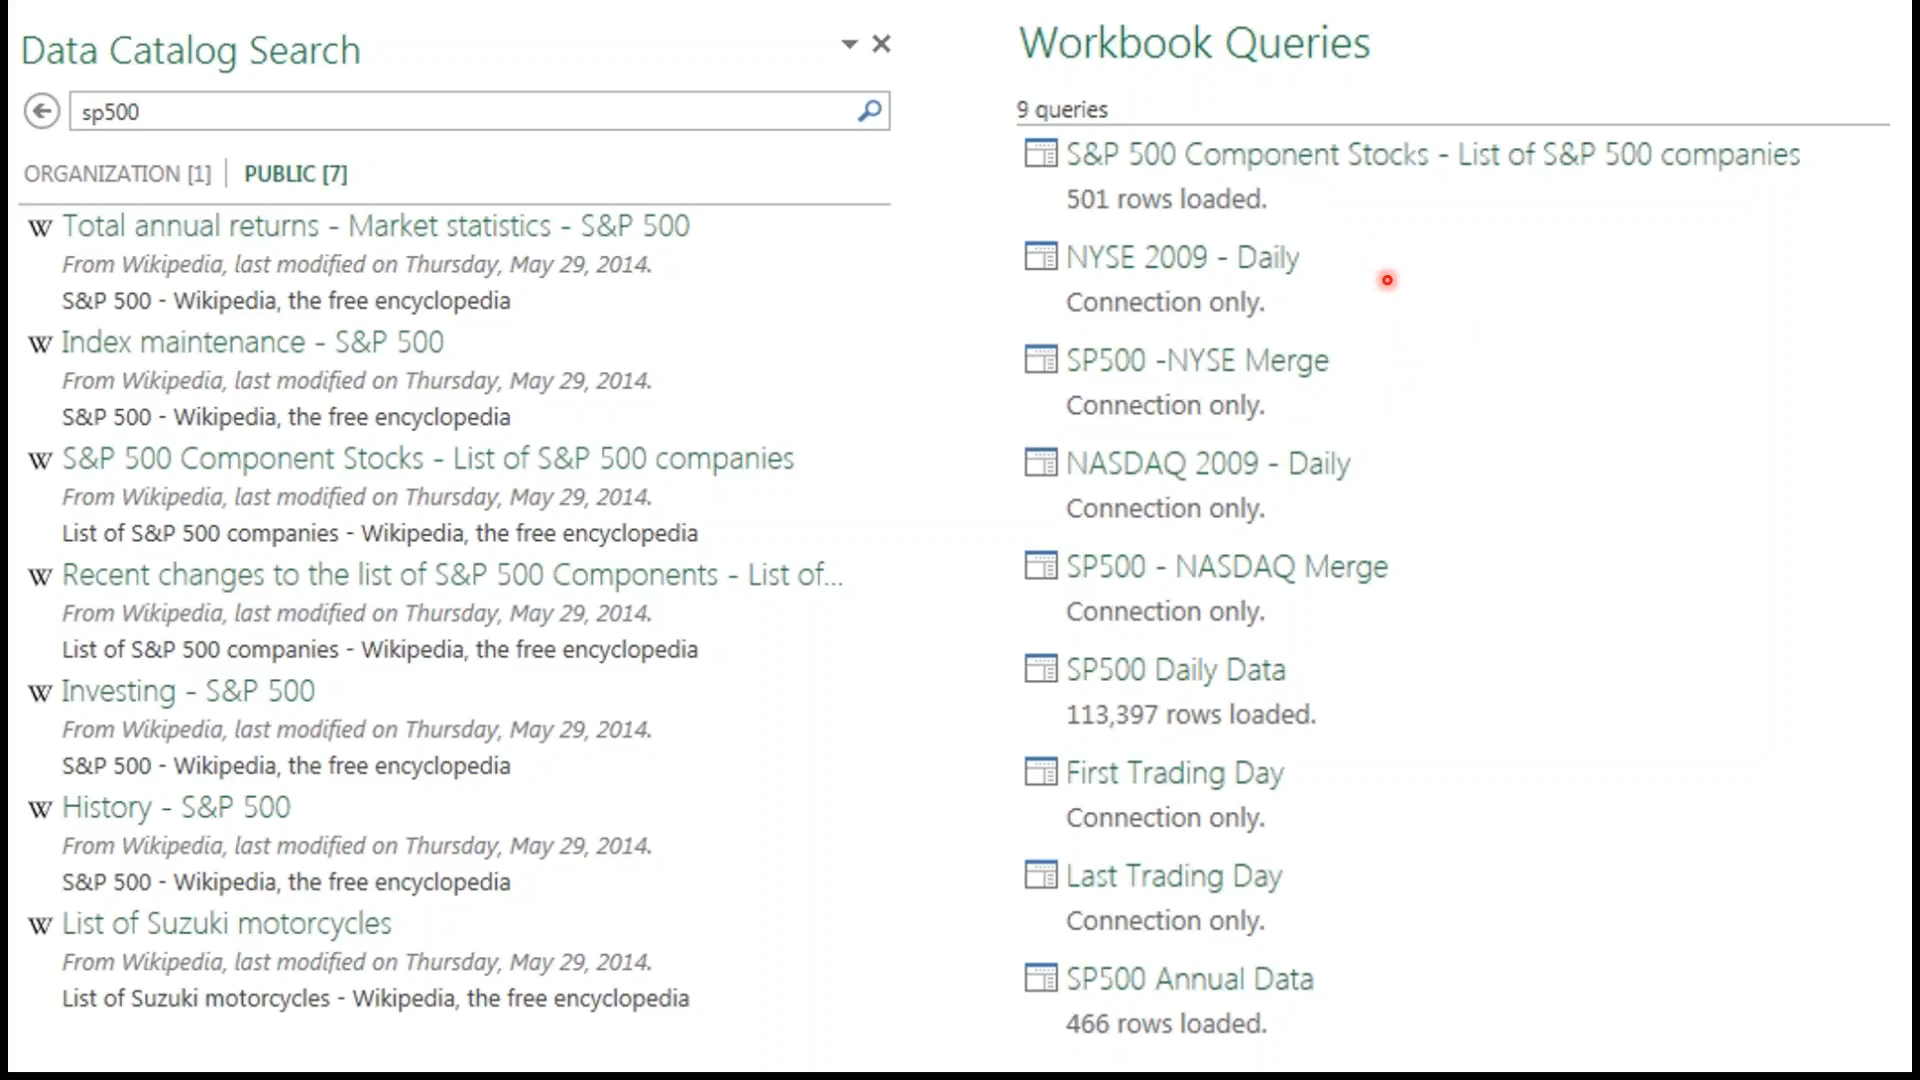 Data Catalog Search
sp500
ORGANIZATION [1] PUBLIC [7]
W Total annual returns - Market statistics - S&P 500
From Wikipedia, last modified on Thursday, May 29, 2014.
S&P 500 - Wikipedia, the free encyclopedia
W Index maintenance - S&P 500
From Wikipedia, last modified on Thursday, May 29, 2014.
S&P 500 - Wikipedia, the free encyclopedia
W S&P 500 Component Stocks - List of S&P 500 companies
From Wikipedia, last modified on Thursday, May 29, 2014.
List of S&P 500 companies - Wikipedia, the free encyclopedia
W Recent changes to the list of S&P 500 Components - List of...
From Wikipedia, last modified on Thursday, May 29, 2014.
List of S&P 500 companies - Wikipedia, the free encyclopedia
W Investing - S&P 500
From Wikipedia, last modified on Thursday, May 29, 2014.
S&P 500 - Wikipedia, the free encyclopedia
W History - S&P 500
From Wikipedia, last modified on Thursday, May 29, 2014.
S&P 500 - Wikipedia, the free encyclopedia
W List of Suzuki motorcycles
From Wikipedia, last modified on Thursday, May 29, 2014.
List of Suzuki motorcycles - Wikipedia, the free encyclopedia
Workbook Queries
9 queries
S&P 500 Component Stocks - List of S&P 500 companies
501 rows loaded.
NYSE 2009 - Daily
Connection only.
SP500 -NYSE Merge
Connection only.
NASDAQ 2009 - Daily
Connection only.
SP500 - NASDAQ Merge
Connection only.
SP500 Daily Data
113,397 rows loaded.
First Trading Day
Connection only.
Last Trading Day
Connection only.
SP500 Annual Data
466 rows loaded.